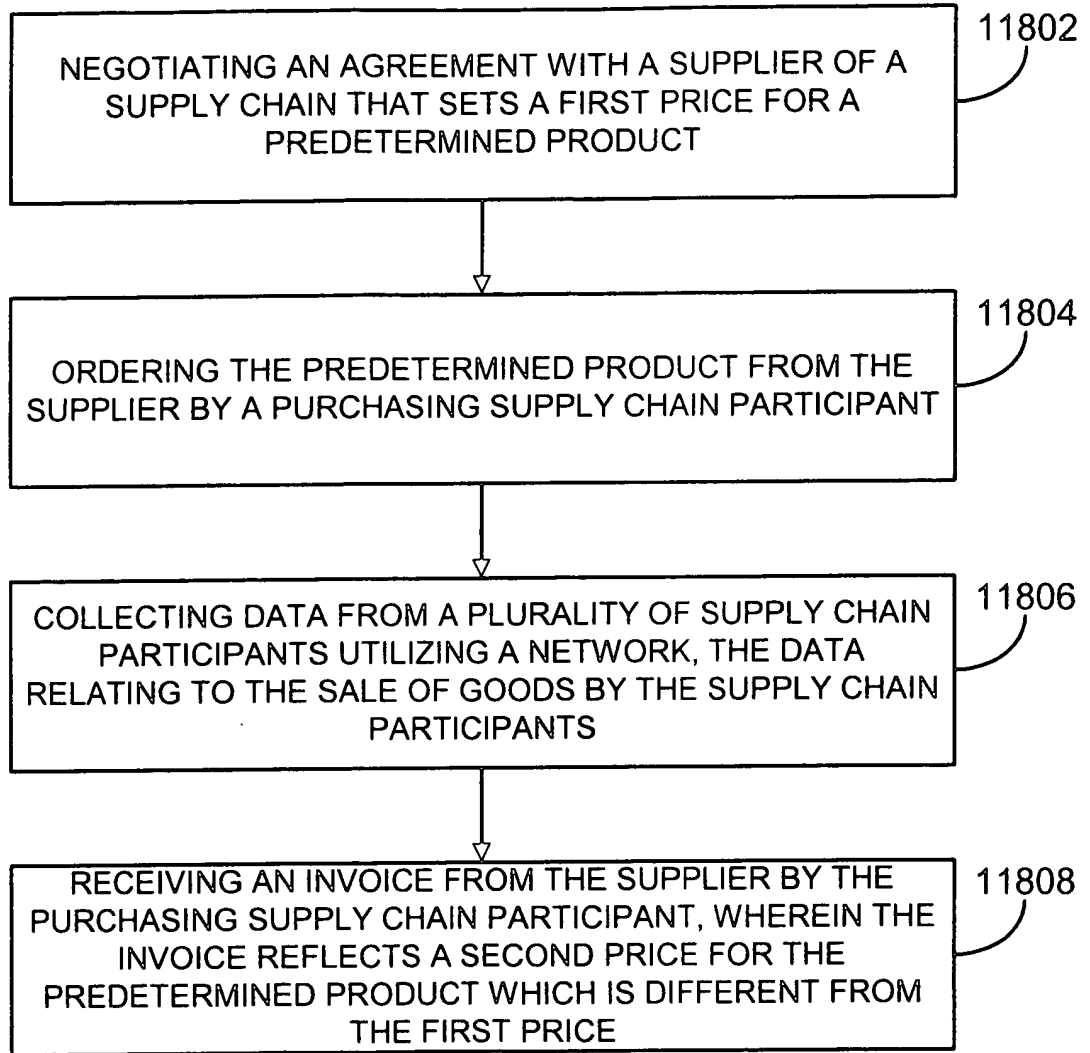 11802
NEGOTIATING AN AGREEMENT WITH A SUPPLIER OF A
SUPPLY CHAIN THAT SETS A FIRST PRICE FOR A
PREDETERMINED PRODUCT
11804
ORDERING THE PREDETERMINED PRODUCT FROM THE
SUPPLIER BY A PURCHASING SUPPLY CHAIN PARTICIPANT
11806
COLLECTING DATA FROM A PLURALITY OF SUPPLY CHAIN
PARTICIPANTS UTILIZING A NETWORK, THE DATA
RELATING TO THE SALE OF GOODS BY THE SUPPLY CHAIN
PARTICIPANTS
11808
RECEIVING AN INVOICE FROM THE SUPPLIER BY THE
PURCHASING SUPPLY CHAIN PARTICIPANT, WHEREIN THE
INVOICE REFLECTS A SECOND PRICE FOR THE
PREDETERMINED PRODUCT WHICH IS DIFFERENT FROM
THE FIRST PRICE